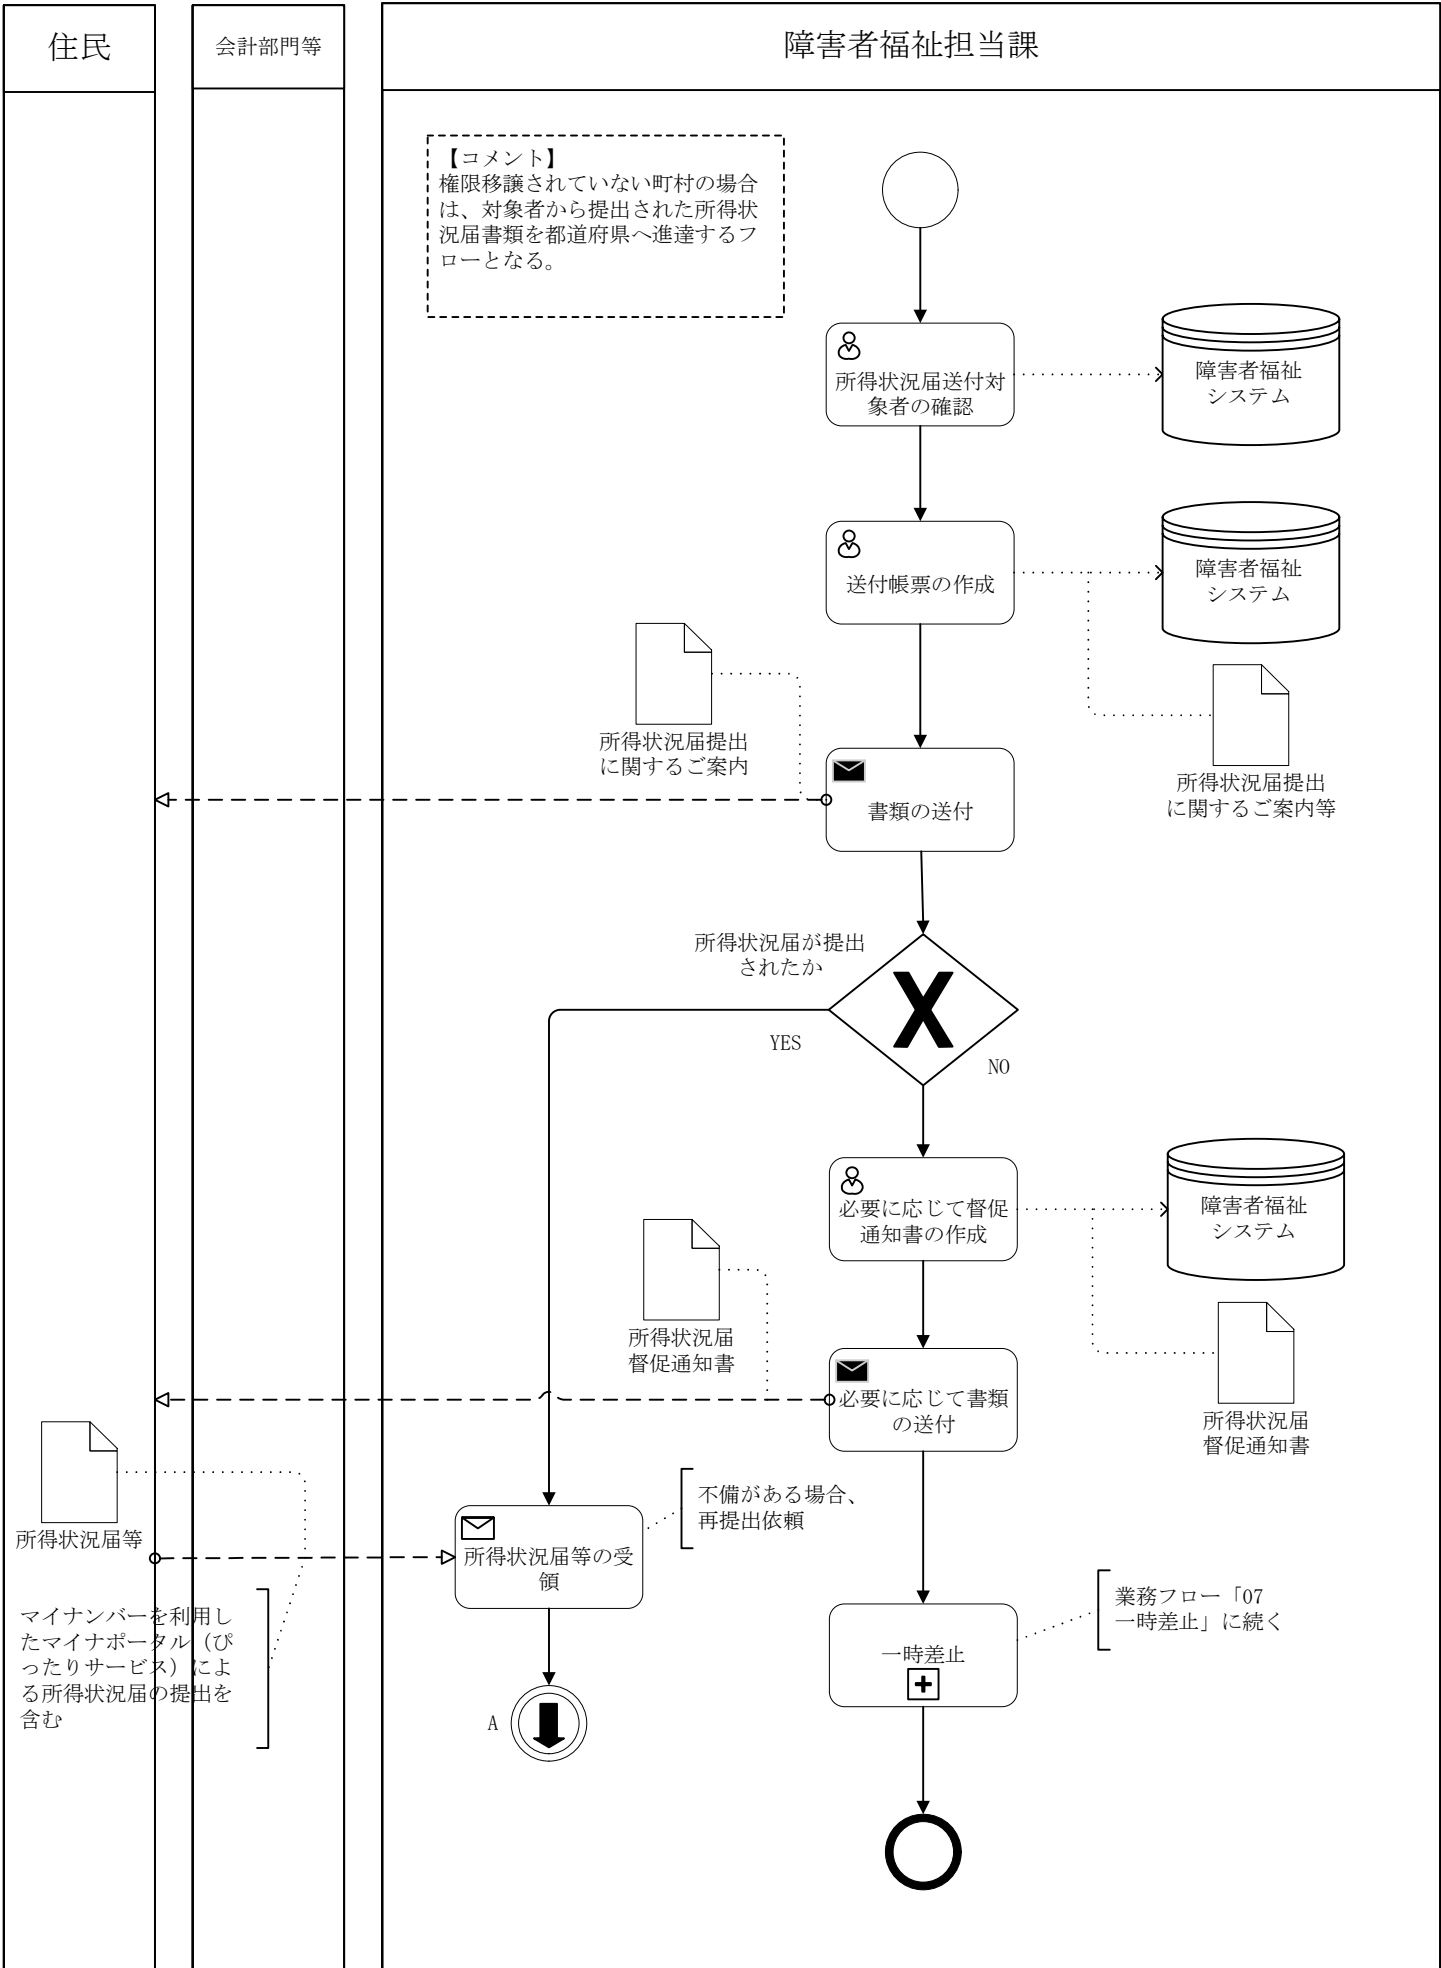 住民
会計部門等
障害者福祉担当課
【コメント】
権限移譲されていない町村の場合
は、対象者から提出された所得状
況届書類を都道府県へ進達するフ
ローとなる。
所得状況届送付対
象者の確認
障害者福祉
システム
送付帳票の作成
障害者福祉
システム
所得状況届提出
に関するご案内
所得状況届提出
に関するご案内等
書類の送付
所得状況届が提出
されたか
YES
NO
必要に応じて督促
通知書の作成
障害者福祉
システム
所得状況届
督促通知書
必要に応じて書類
の送付
所得状況届
督促通知書
所得状況届等
不備がある場合、
再提出依頼
所得状況届等の受
領
マイナンバーを利用し
たマイナポータル（ぴ
ったりサービス）によ
る所得状況届の提出を
含む
業務フロー「07
一時差止」に続く
一時差止
A